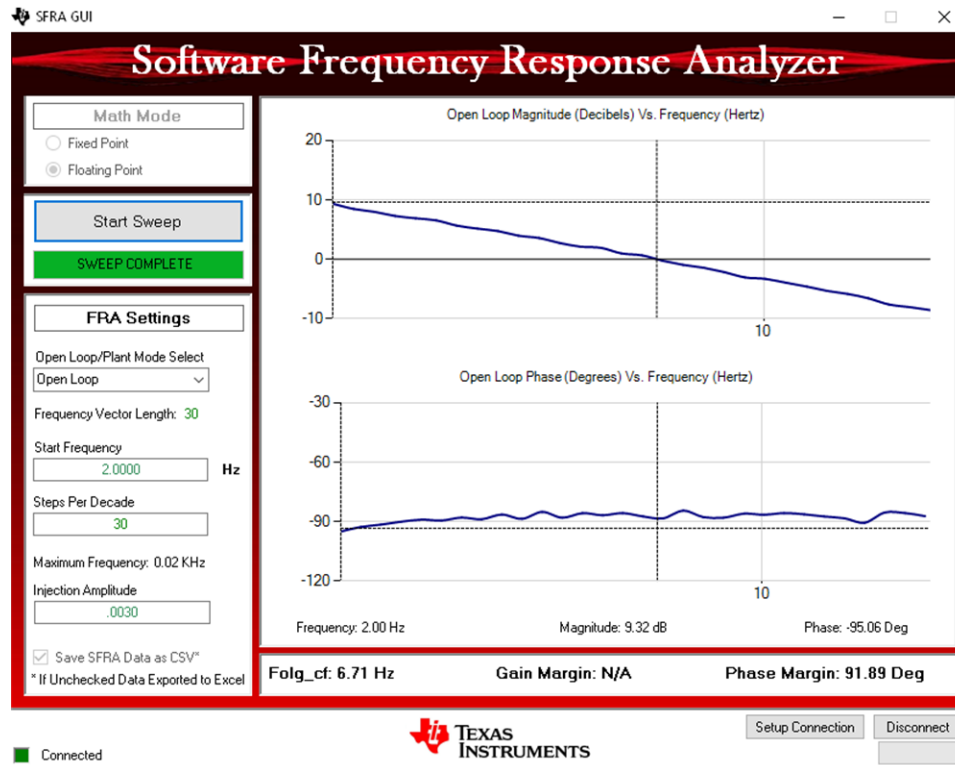 SFRA GUI
Software Frequency Response Analyzer
Math Mode
Fixed Point
Floating Point
Start Sweep
SWEEP COMPLETE
FRA Settings
Open Loop/Plant Mode Select
Open Loop
Frequency Vector Length: 30
Start Frequency
2.0000 Hz
Steps Per Decade
30
Maximum Frequency: 0.02 KHz
Injection Amplitude
.0030
Save SFRA Data as CSV*
* If Unchecked Data Exported to Excel
Open Loop Magnitude (Decibels) Vs. Frequency (Hertz)
20
10
0
-10
10
Open Loop Phase (Degrees) Vs. Frequency (Hertz)
-30
-60
-90
-120
10
Frequency: 2.00 Hz Magnitude: 9.32 dB Phase: -95.06 Deg
Folg_cf: 6.71 Hz Gain Margin: N/A Phase Margin: 91.89 Deg
Connected
TEXAS
INSTRUMENTS
Setup Connection Disconnect